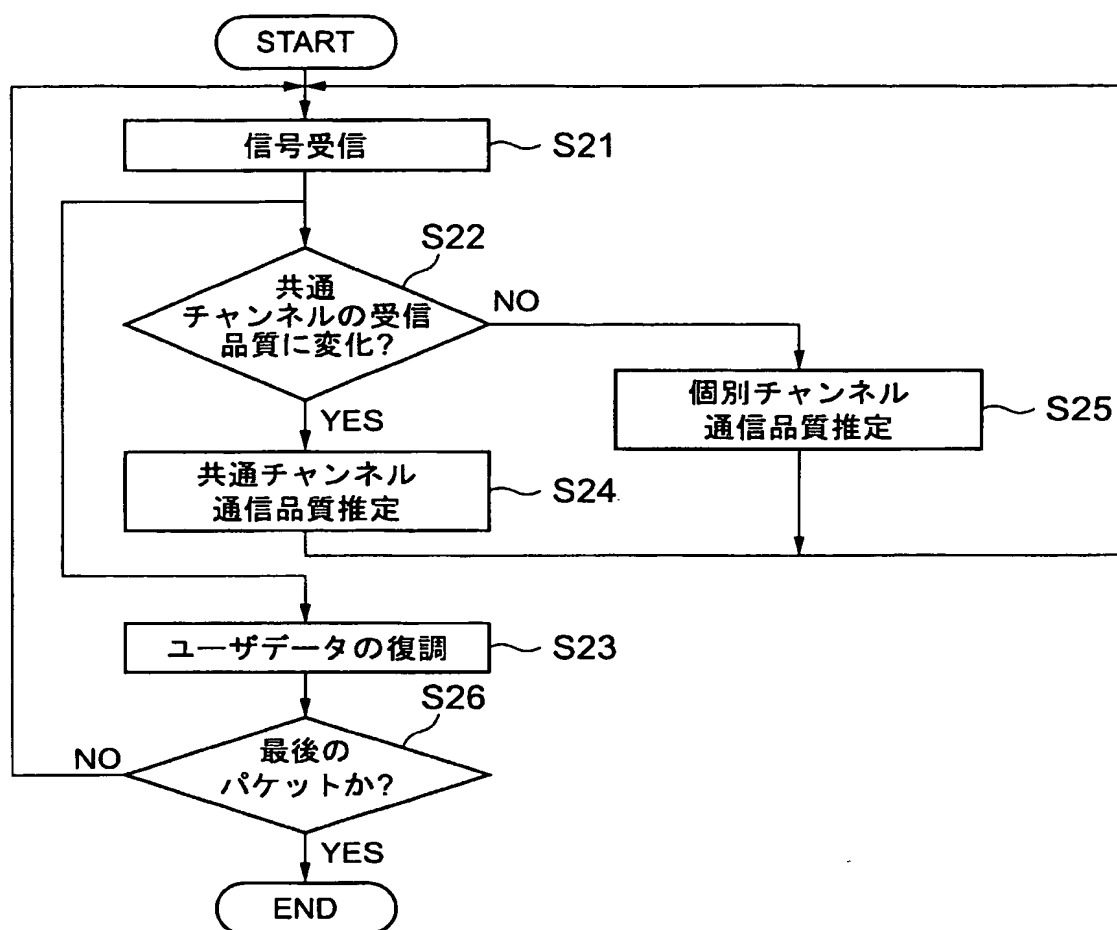 START
信号受信
S21
S22
共通
チャンネルの受信
品質に変化?
NO
YES
個別チャンネル
通信品質推定
S25
共通チャンネル
通信品質推定
S24
ユーザデータの復調
S23
S26
最後の
パケットか?
NO
YES
END